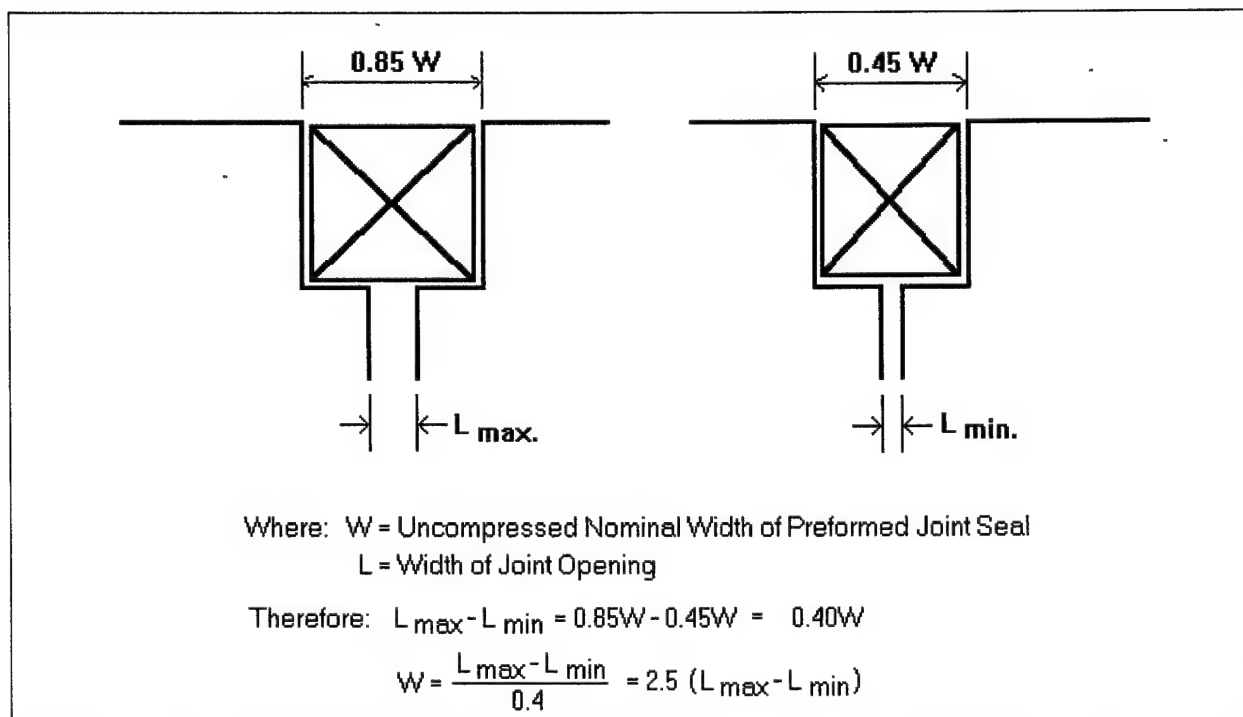 0.85 W
0.45 W
L max.
L min.
Where: W = Uncompressed Nominal Width of Preformed Joint Seal
L = Width of Joint Opening
Therefore: L max - L min = 0.85W - 0.45W = 0.40W
W = L max - L min / 0.4 = 2.5 (L max - L min)